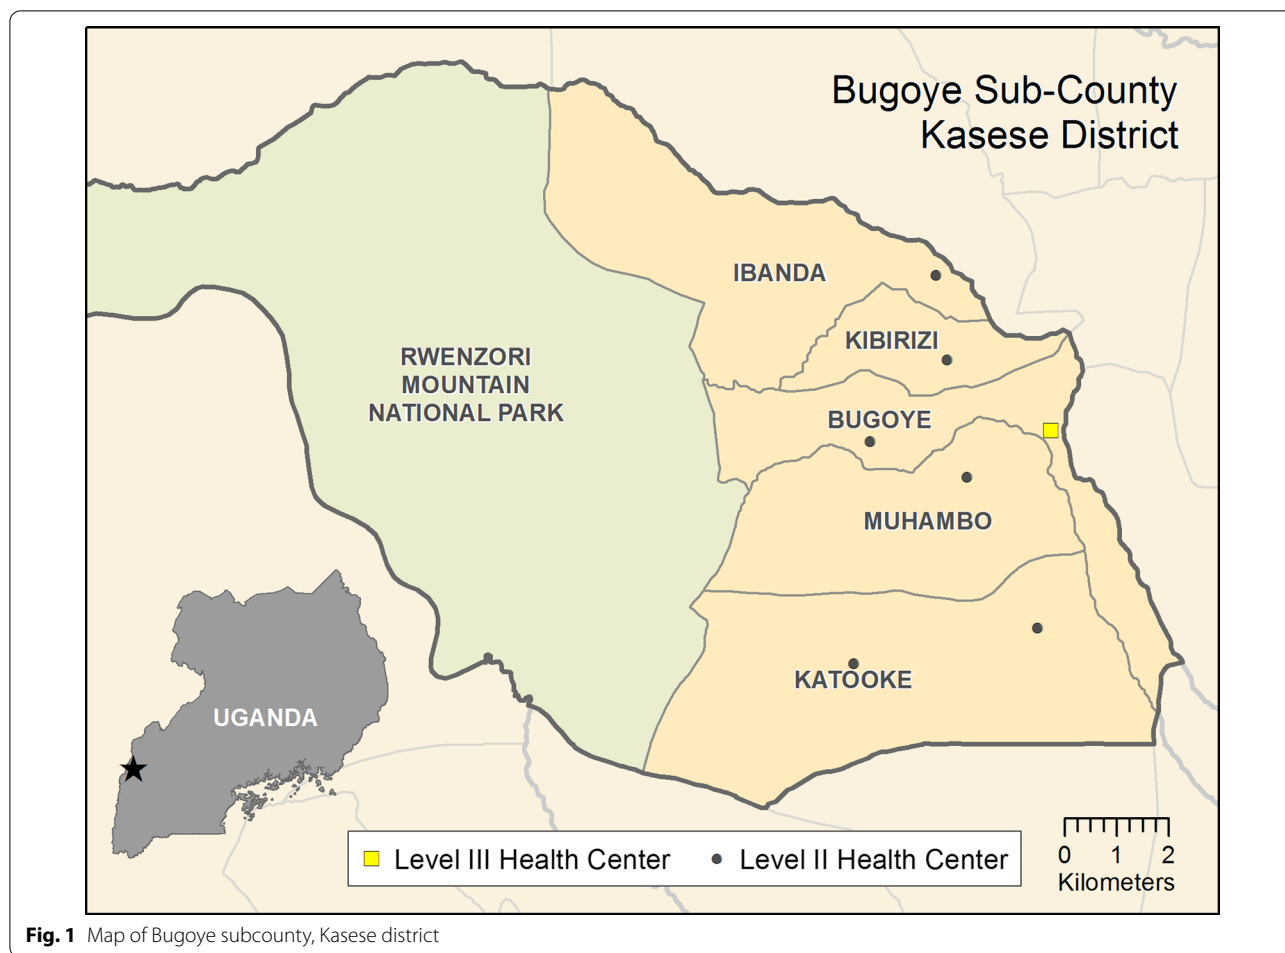 Bugoye Sub-County
Kasese District
IBANDA
KIBIRIZI
RWENZORI
MOUNTAIN
NATIONAL PARK
BUGOYE
MUHAMBO
KATOOKE
UGANDA
Level III Health Center
Level II Health Center
0 1 2
Kilometers
Fig. 1 Map of Bugoye subcounty, Kasese district